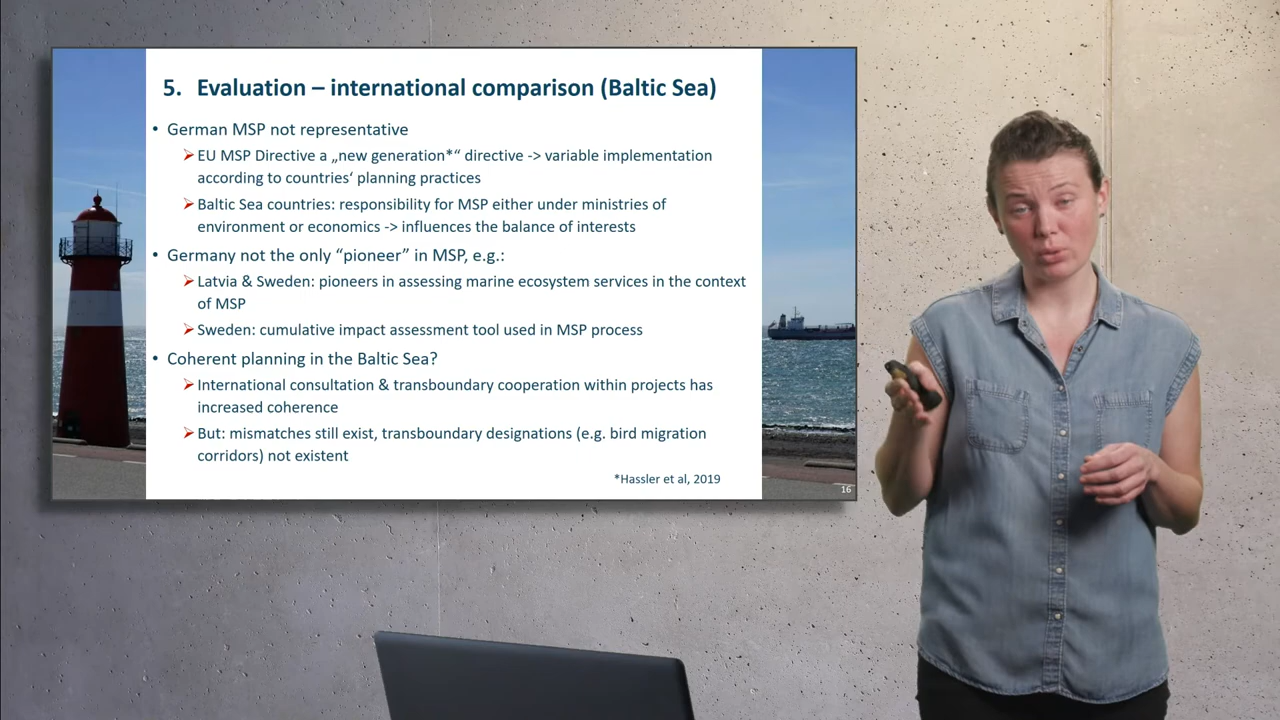 5. Evaluation – international comparison (Baltic Sea)
• German MSP not representative
➢EU MSP Directive a „new generation*“ directive -> variable implementation
according to countries‘ planning practices
➢Baltic Sea countries: responsibility for MSP either under ministries of
environment or economics -> influences the balance of interests
• Germany not the only “pioneer” in MSP, e.g.:
➢Latvia & Sweden: pioneers in assessing marine ecosystem services in the context
of MSP
➢Sweden: cumulative impact assessment tool used in MSP process
• Coherent planning in the Baltic Sea?
➢International consultation & transboundary cooperation within projects has
increased coherence
➢But: mismatches still exist, transboundary designations (e.g. bird migration
corridors) not existent
*Hassler et al, 2019
16